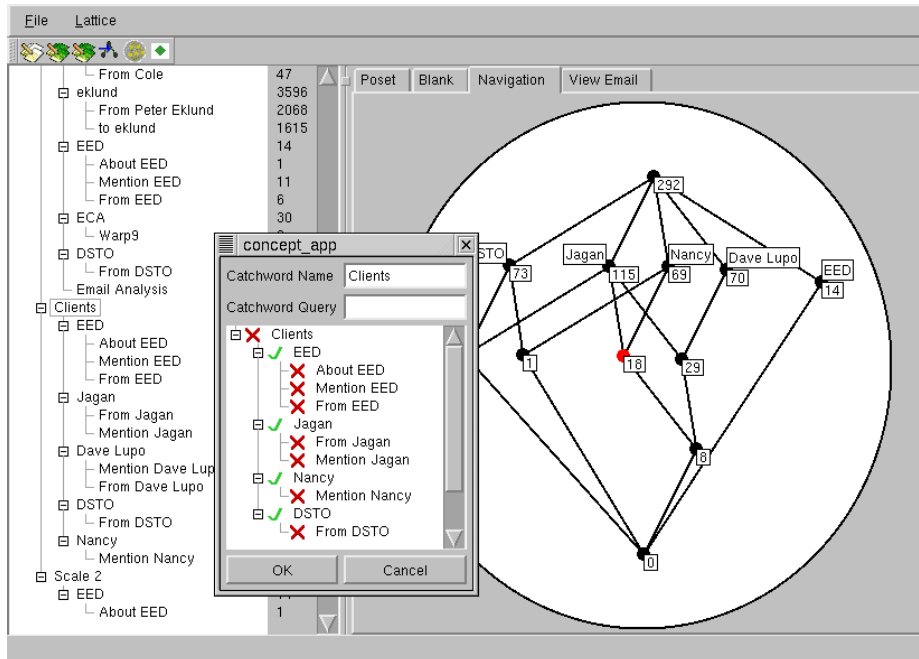 File Lattice
Poset Blank Navigation View Email
From Cole 47
eklund 3596
From Peter Eklund 2068
to eklund 1615
EED 14
About EED 1
Mention EED 11
From EED 6
ECA 30
Warp9
DSTO
From DSTO
Email Analysis
Clients
EED
About EED
Mention EED
From EED
Jagan
From Jagan
Mention Jagan
Dave Lupo
Mention Dave Lup
From Dave Lupo
DSTO
From DSTO
Nancy
Mention Nancy
Scale 2
EED
About EED 1
concept_app
Catchword Name Clients
Catchword Query
Clients
EED
About EED
Mention EED
From EED
Jagan
From Jagan
Mention Jagan
Nancy
Mention Nancy
DSTO
From DSTO
OK Cancel
292
STO Jagan Nancy Dave Lupo EED
73 115 69 70 14
1 18 29
8
0